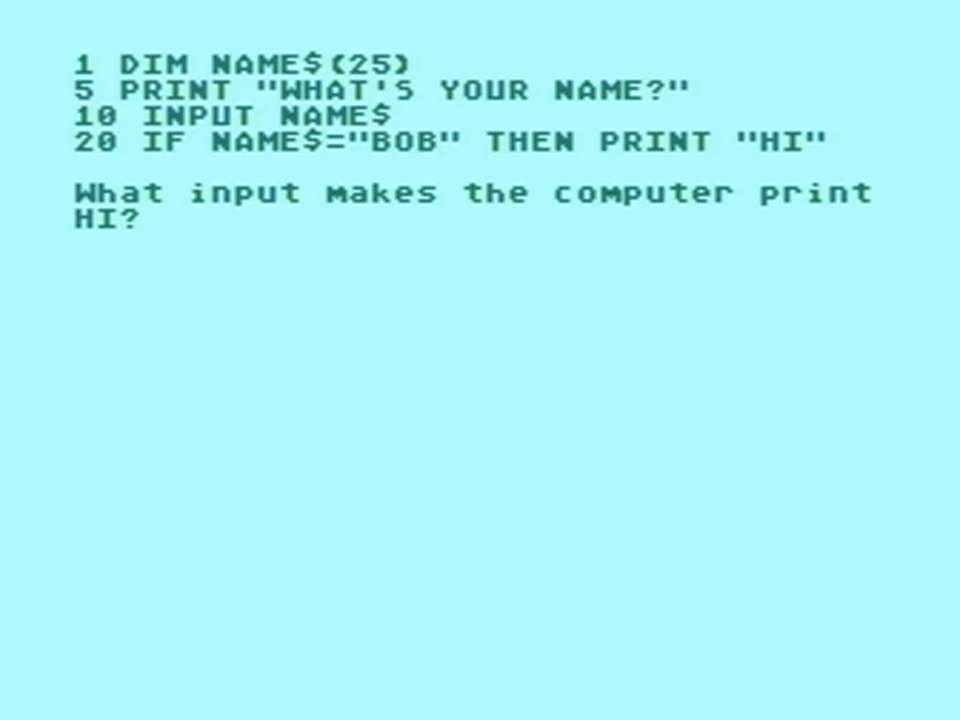 1 DIM NAME$(25)
5 PRINT "WHAT'S YOUR NAME?"
10 INPUT NAME$
20 IF NAME$="BOB" THEN PRINT "HI"
What input makes the computer print
HI?